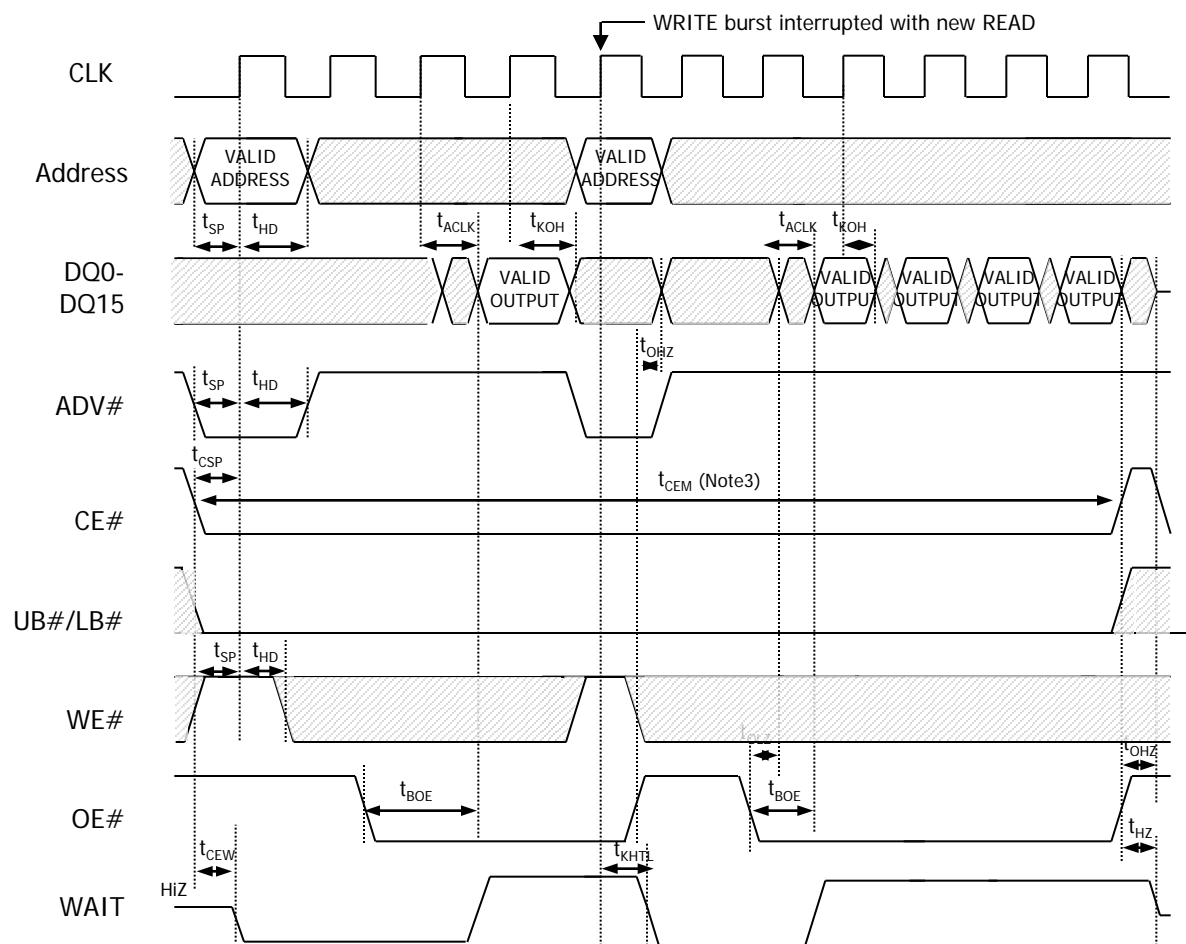 WRITE burst interrupted with new READ
CLK
Address
VALID
ADDRESS
VALID
ADDRESS
tSP
tHD
tACLK
tKOH
tACLK
tKOH
DQ0-
DQ15
VALID
OUTPUT
VALID
OUTPUT
VALID
OUTPUT
VALID
OUTPUT
VALID
OUTPUT
tOHZ
ADV#
tSP
tHD
tCSP
CE#
tCEM (Note3)
UB#/LB#
tSP
tHD
WE#
tOLZ
tOHZ
OE#
tBOE
tBOE
tCEW
tKHTL
tHZ
HiZ
WAIT